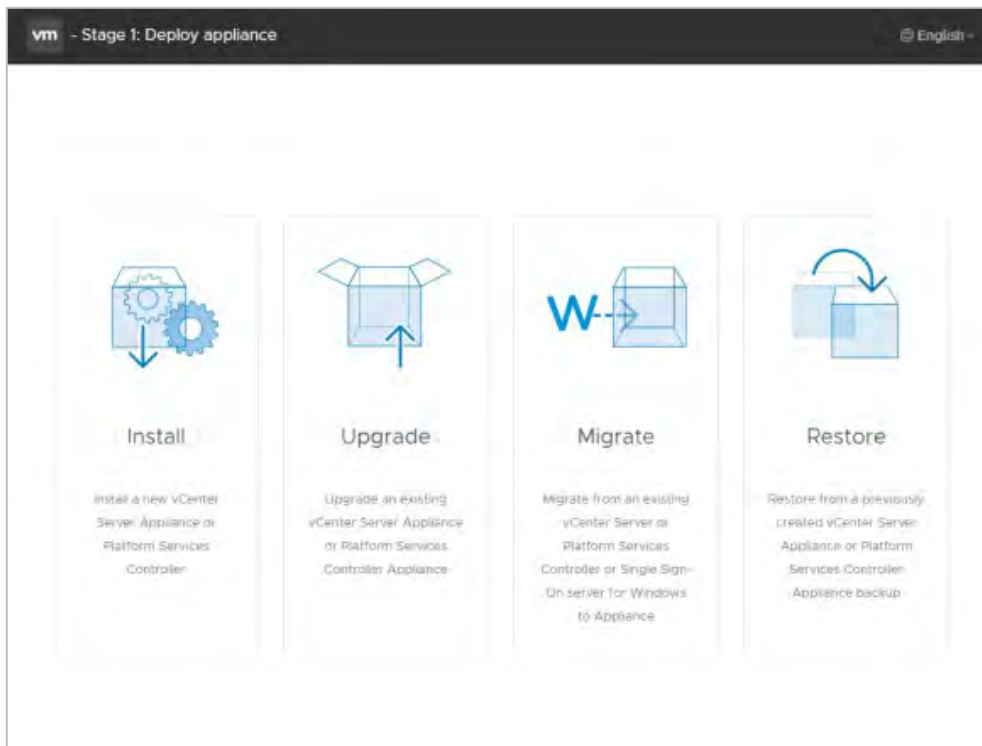 vm - Stage 1: Deploy appliance
English
Install
Install a new vCenter
Server Appliance or
Platform Services
Controller
Upgrade
Upgrade an existing
vCenter Server Appliance
or Platform Services
Controller Appliance
Migrate
Migrate from an existing
vCenter Server or
Platform Services
Controller or Single Sign-
On server for Windows
to Appliance
Restore
Restore from a previously
created vCenter Server
Appliance or Platform
Services Controller
Appliance backup